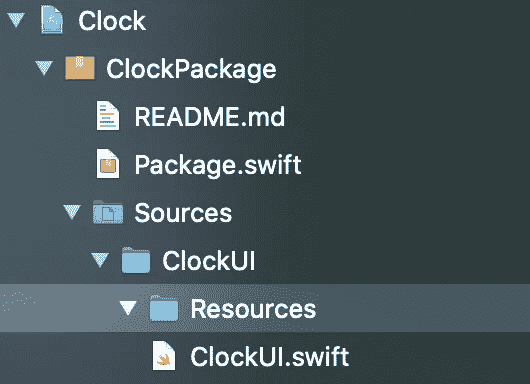 Clock
ClockPackage
README.md
Package.swift
Sources
ClockUI
Resources
ClockUI.swift